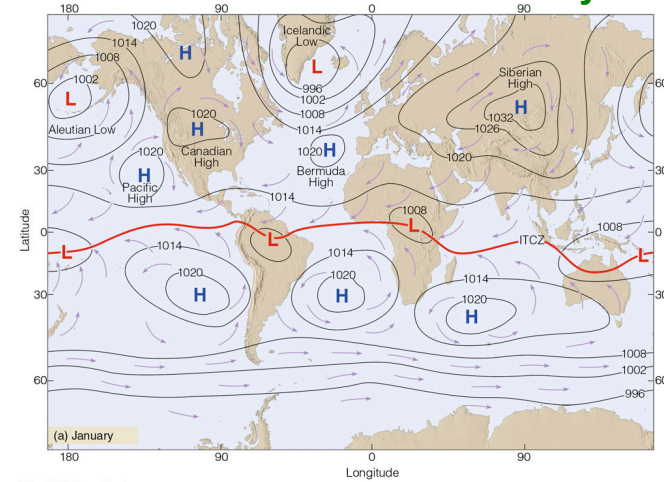 180
90
0
90
1020
1014
1008
1002
H
Icelandic
Low
L
996
1002
1008
1014
Siberian
High
H
1032
1026
1020
60
60
L
Aleutian Low
1020
H
Canadian
High
1020
H
Bermuda
High
1020
H
Pacific
High
30
30
1014
1008
L
Latitude
0
0
L
L
ITCZ
1008
L
1014
1020
H
1014
1020
H
1014
1020
H
30
30
1008
1002
996
60
60
(a) January
180
90
0
90
Longitude